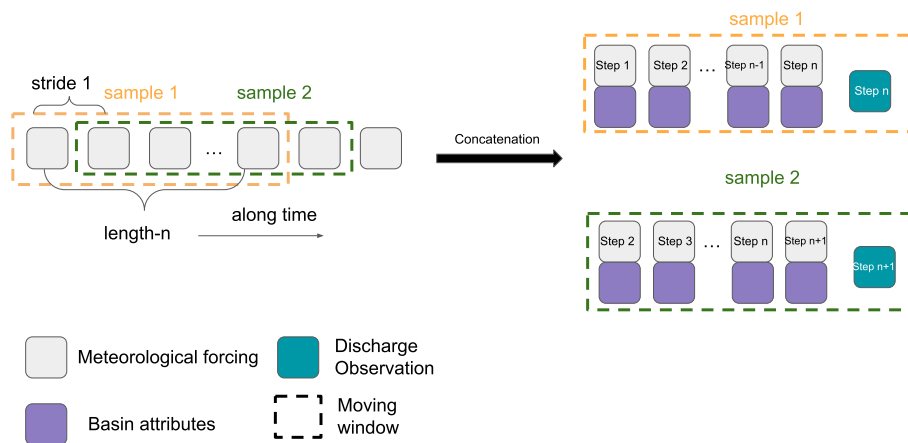 sample 1
Step 1
Step 2
...
Step n-1
Step n
Step n
stride 1
sample 1
sample 2
...
Concatenation
length-n
along time
sample 2
Step 2
Step 3
...
Step n
Step n+1
Step n+1
Meteorological forcing
Discharge
Observation
Basin attributes
Moving
window